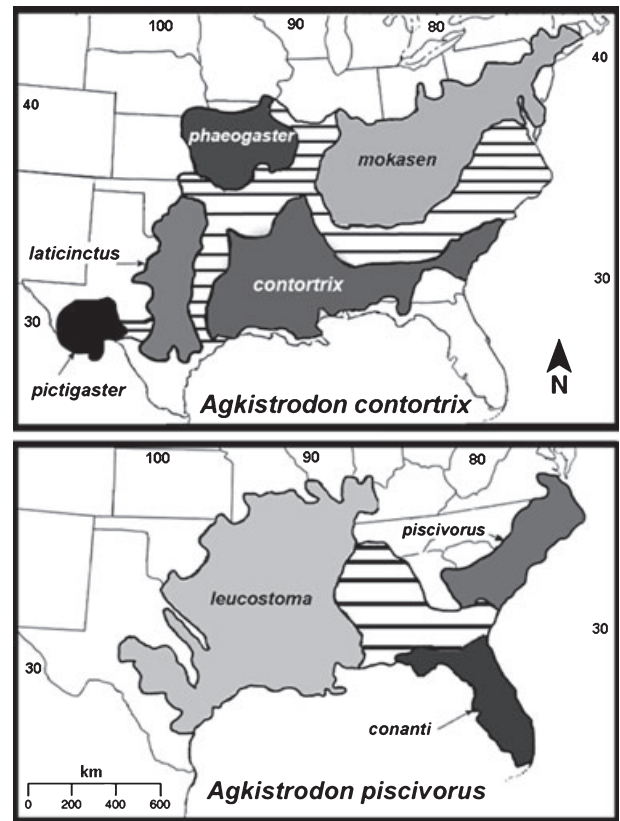 100 90 80
40
40
phaeogaster
mokasen
laticinctus
contortrix
30
30
pictigaster
N
Agkistrodon contortrix
100 90 80
piscivorus
leucostoma
30
30
conanti
km
0 200 400 600
Agkistrodon piscivorus